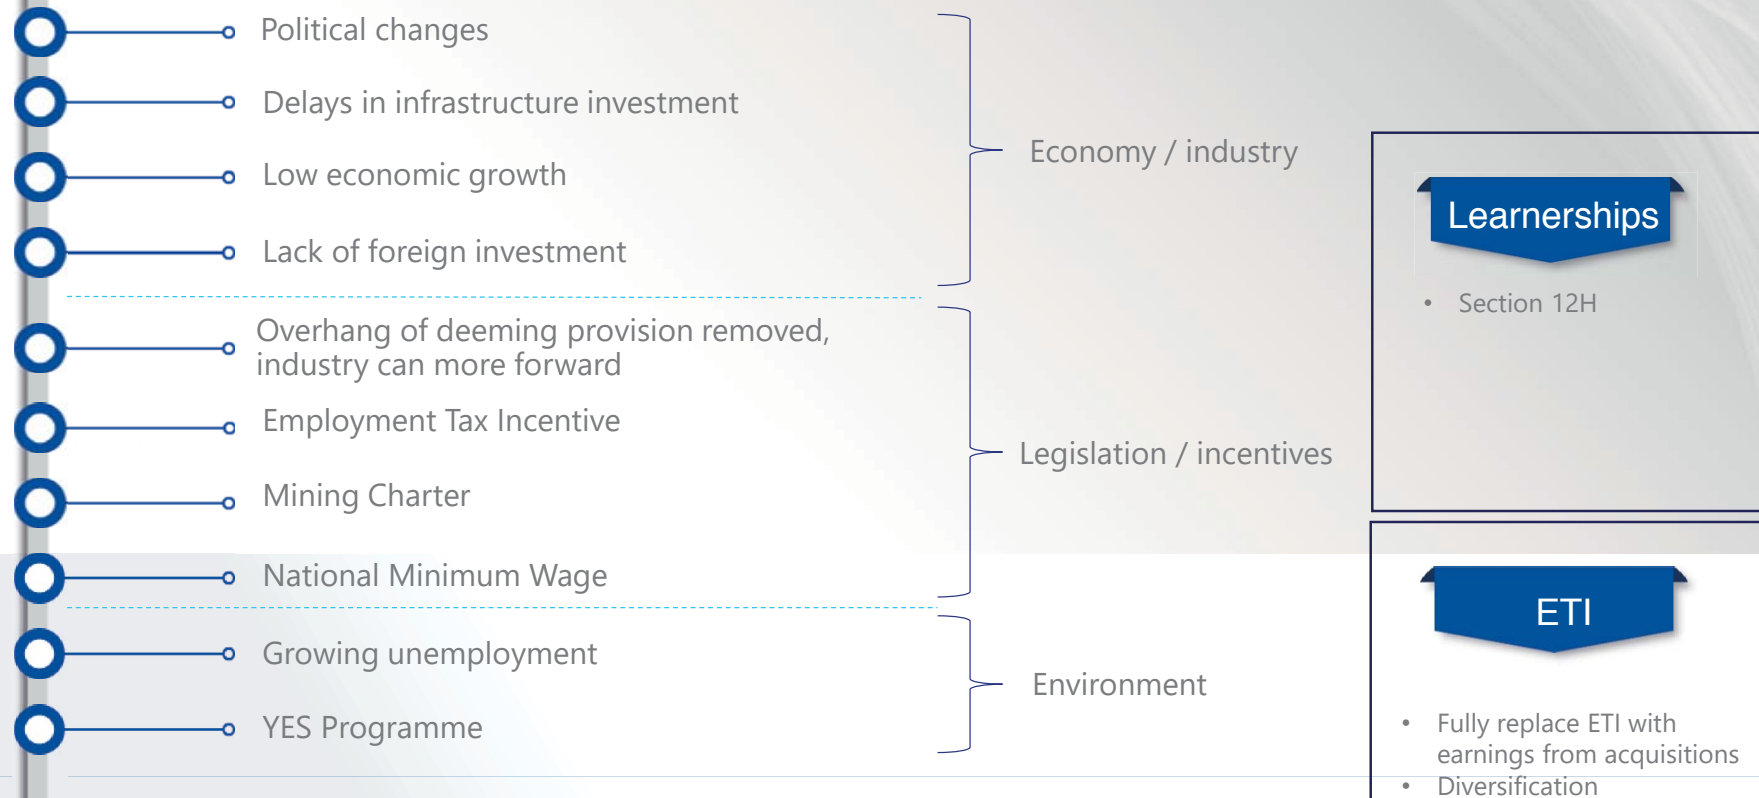 Political changes
Delays in infrastructure investment
Low economic growth
Lack of foreign investment
Economy / industry
Overhang of deeming provision removed,
industry can more forward
Employment Tax Incentive
Mining Charter
National Minimum Wage
Legislation / incentives
Growing unemployment
YES Programme
Environment
Learnerships
• Section 12H
ETI
• Fully replace ETI with
earnings from acquisitions
• Diversification